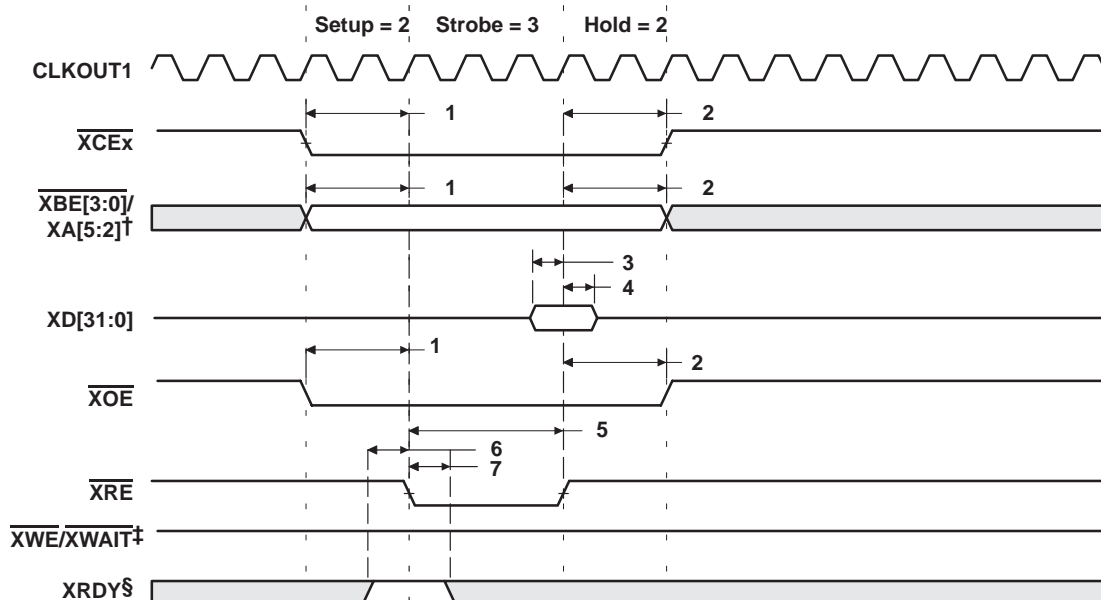 Setup = 2 Strobe = 3 Hold = 2
CLKOUT1
1 2
XCEx
1 2
XBE[3:0]/
XA[5:2]†
3
4
XD[31:0]
1
2
XOE
5
6
7
XRE
XWE/XWAIT‡
XRDY§